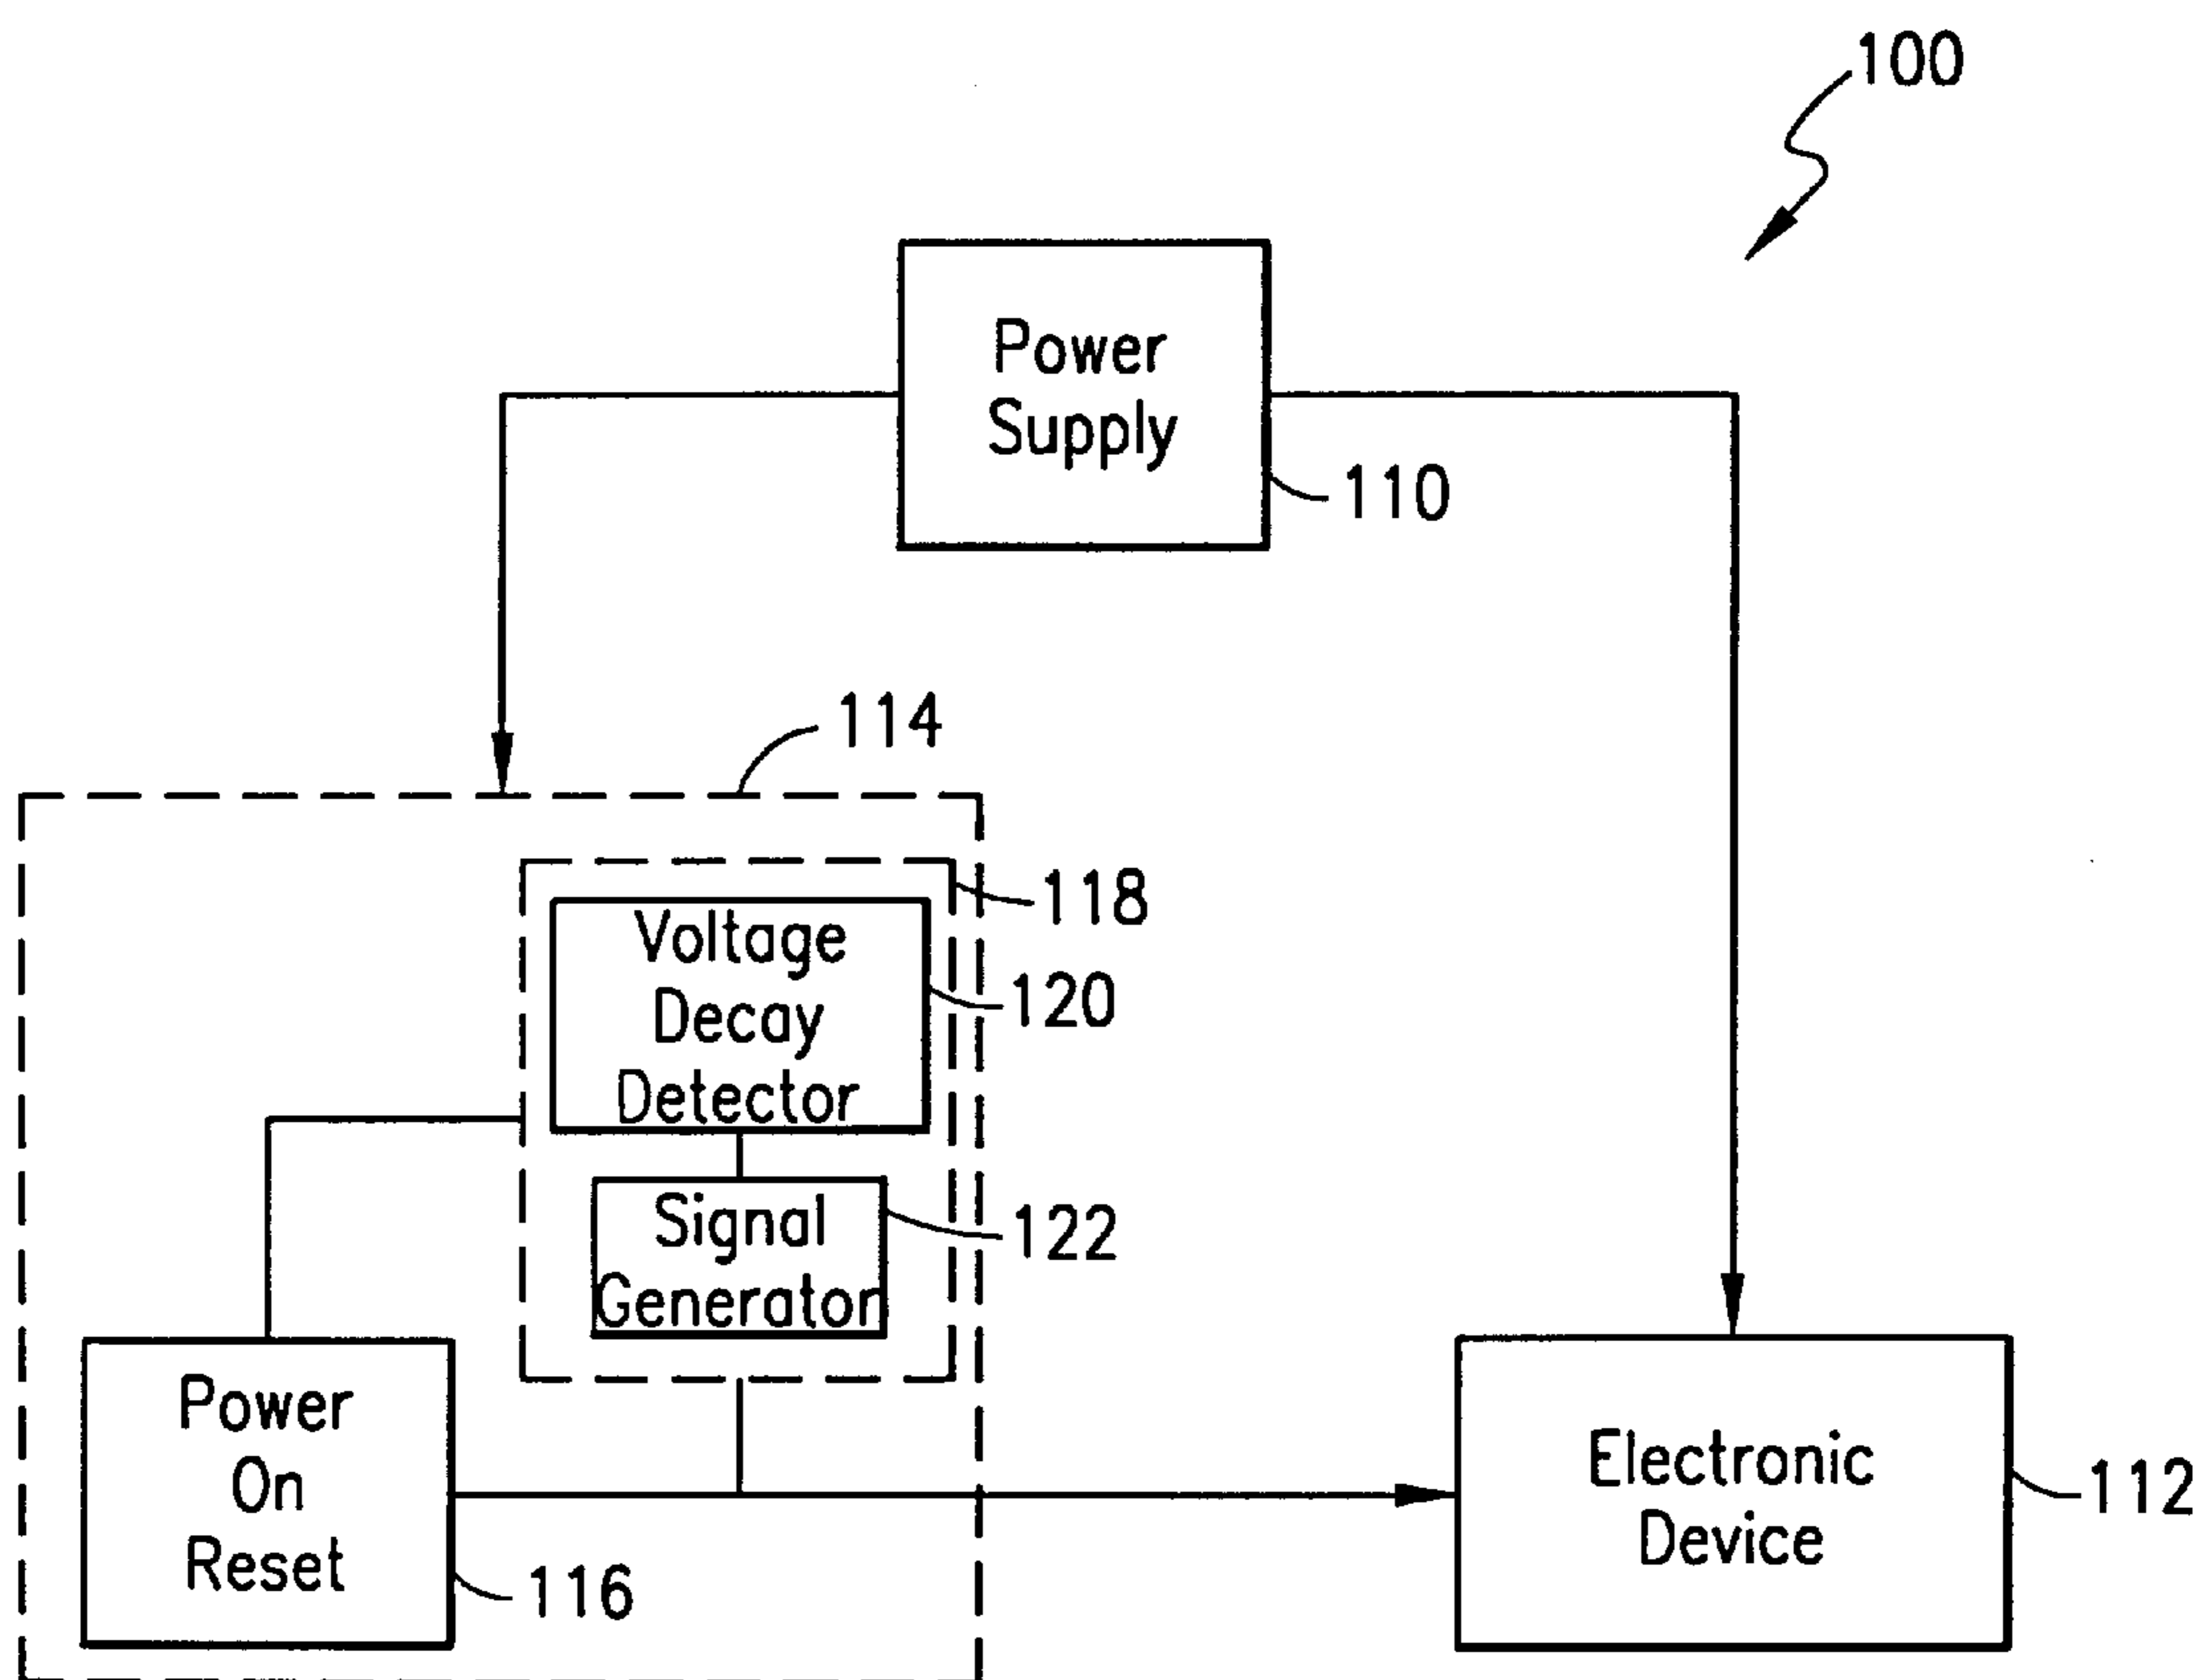 100
Power
Supply
110
114
118
Voltage
Decay
Detector
120
Signal
Generator
122
Power
On
Reset
116
Electronic
Device
112